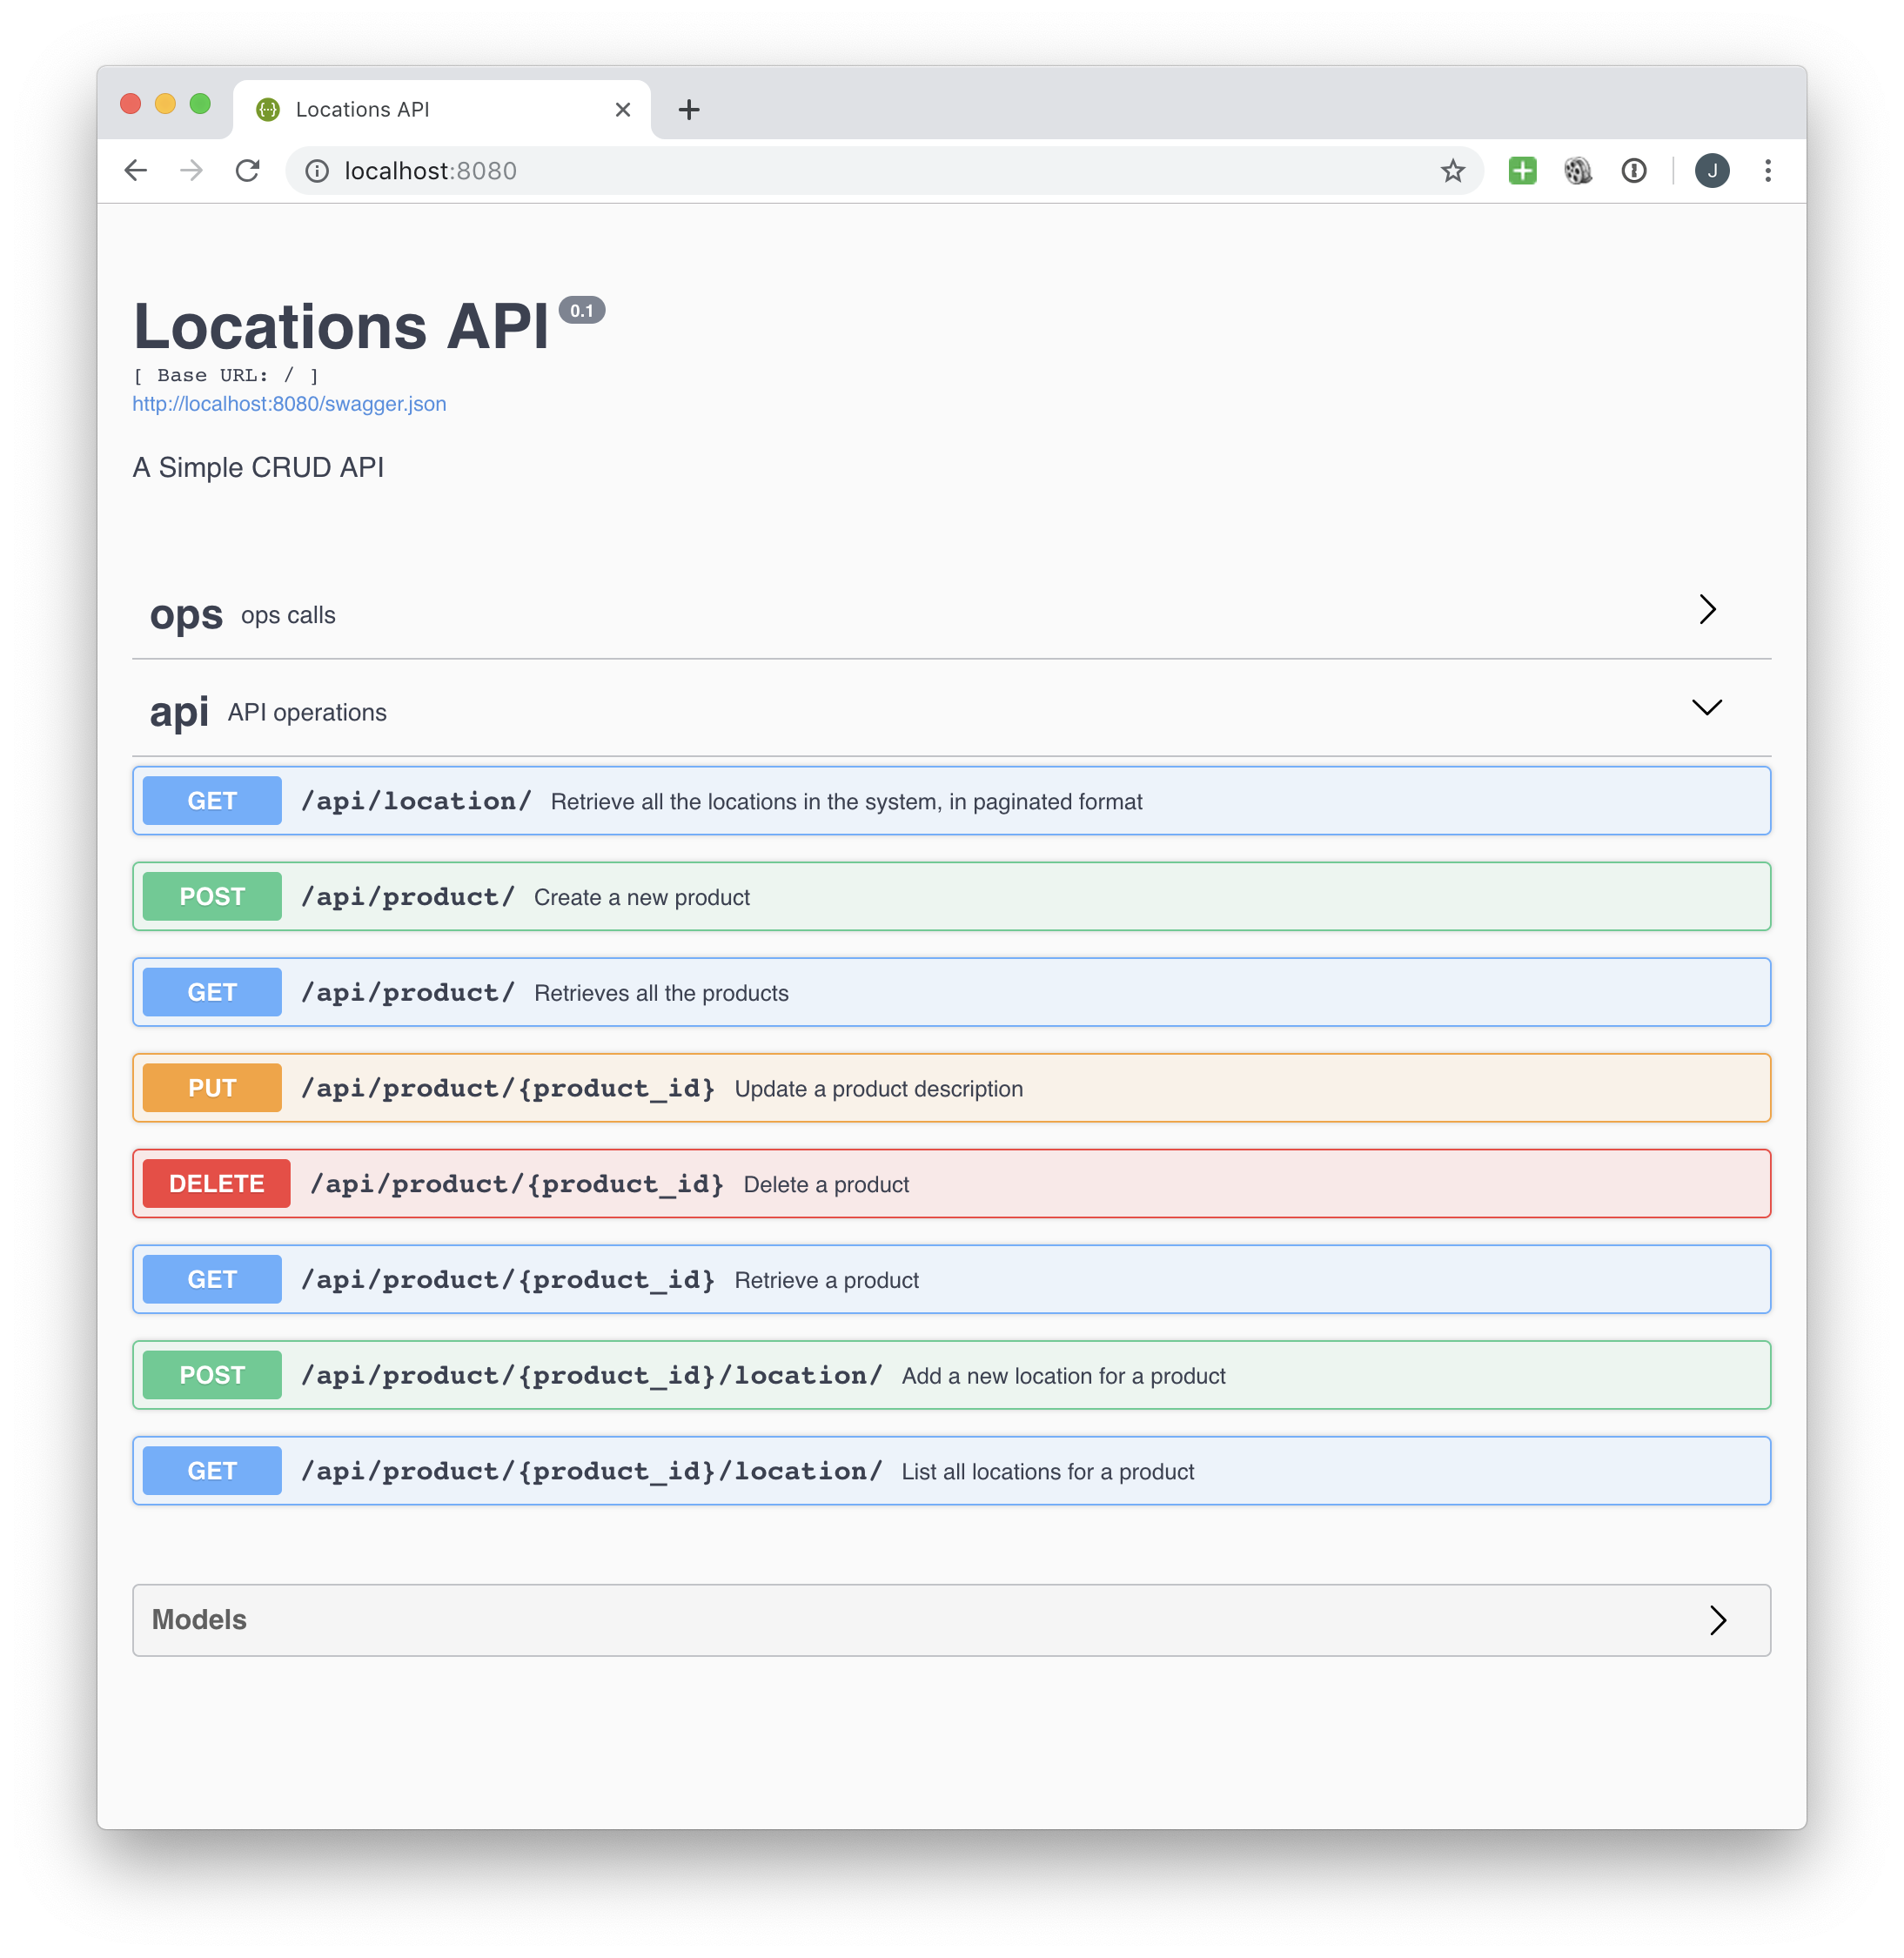 Locations API
localhost:8080
J
Locations API 0.1
[ Base URL: / ]
http://localhost:8080/swagger.json
A Simple CRUD API
ops ops calls
api API operations
GET /api/location/ Retrieve all the locations in the system, in paginated format
POST /api/product/ Create a new product
GET /api/product/ Retrieves all the products
PUT /api/product/{product_id} Update a product description
DELETE /api/product/{product_id} Delete a product
GET /api/product/{product_id} Retrieve a product
POST /api/product/{product_id}/location/ Add a new location for a product
GET /api/product/{product_id}/location/ List all locations for a product
Models